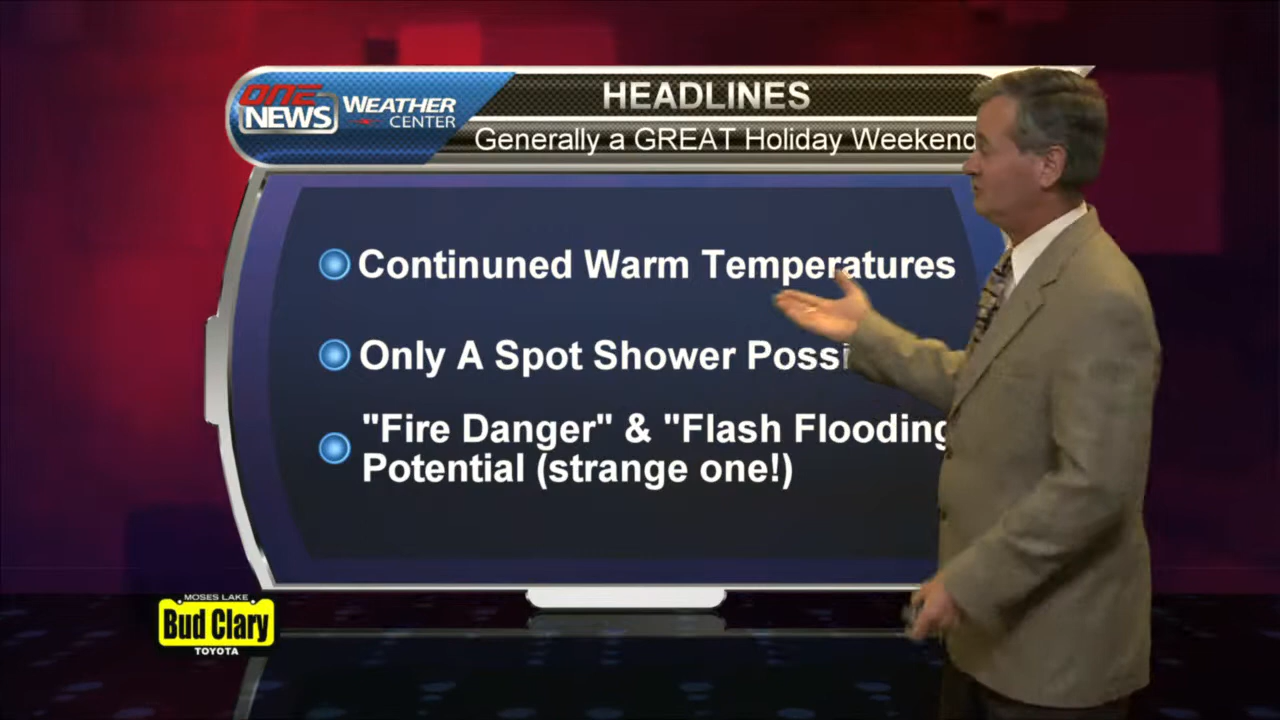 ONE
NEWS
WEATHER
CENTER
HEADLINES
Generally a GREAT Holiday Weekend
Continuned Warm Temperatures
Only A Spot Shower
"Fire Danger" & "Flash Flooding
Potential (strange one!)
MOSES LAKE
Bud Clary
TOYOTA